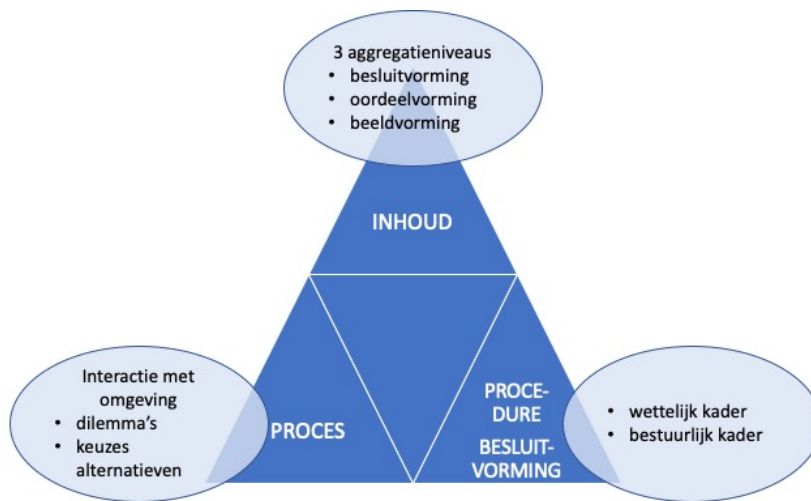 3 aggregatieniveaus
• besluitvorming
• oordeelvorming
• beeldvorming
INHOUD
Interactie met
omgeving
• dilemma's
• keuzes
alternatieven
PROCES
PROCE-
DURE
BESLUIT-
VORMING
• wettelijk kader
• bestuurlijk kader